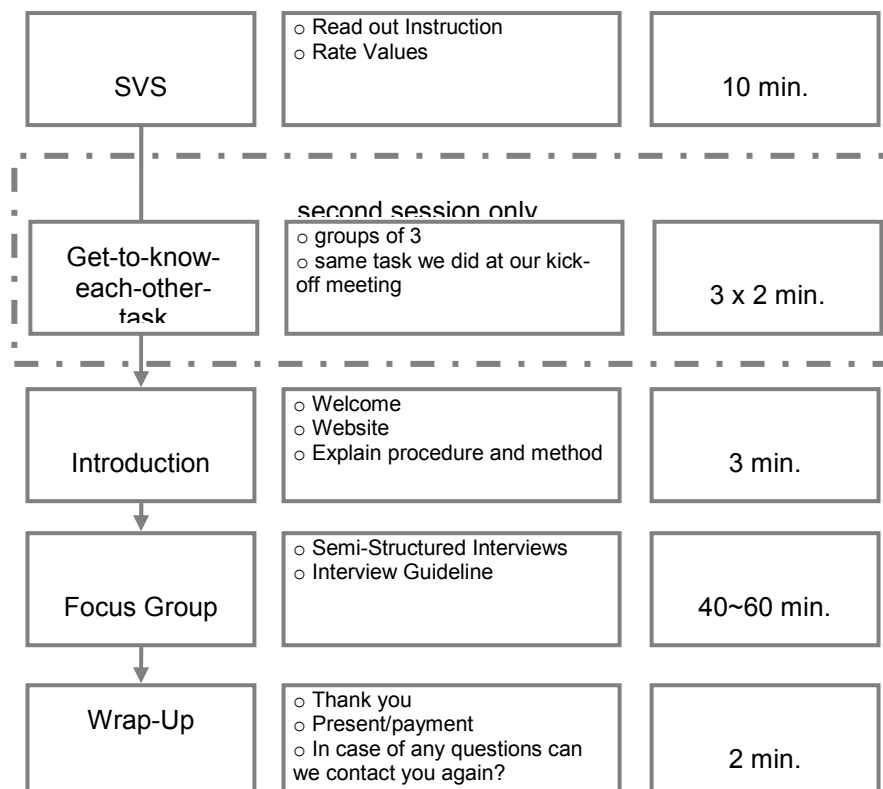 SVS
○ Read out Instruction
○ Rate Values
10 min.
second session only
Get-to-know-
each-other-
task
○ groups of 3
○ same task we did at our kick-
off meeting
3 x 2 min.
Introduction
○ Welcome
○ Website
○ Explain procedure and method
3 min.
Focus Group
○ Semi-Structured Interviews
○ Interview Guideline
40~60 min.
Wrap-Up
○ Thank you
○ Present/payment
○ In case of any questions can
we contact you again?
2 min.